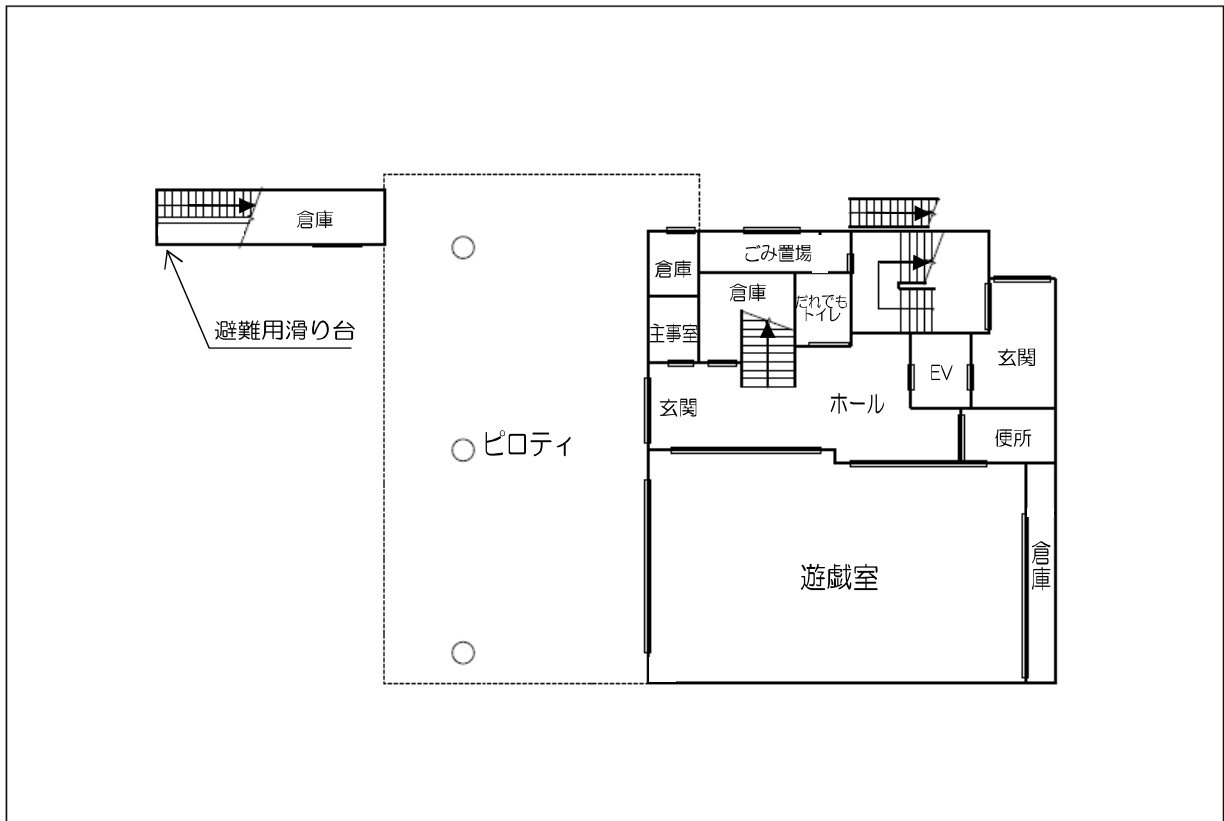 倉庫
避難用滑り台
ピロティ
倉庫
ごみ置場
倉庫
だれでも
トイレ
主事室
玄関
ホール
EV
玄関
便所
遊戯室
倉庫